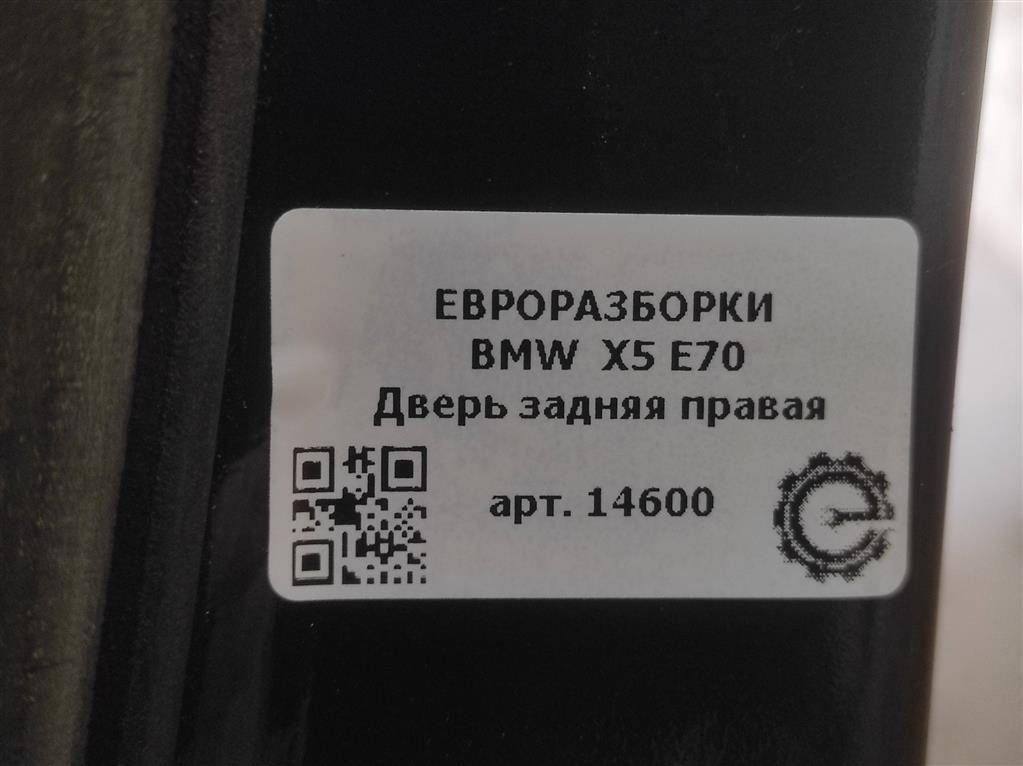 ЕВРОРАЗБОРКИ
BMW X5 E70
Дверь задняя правая
арт. 14600